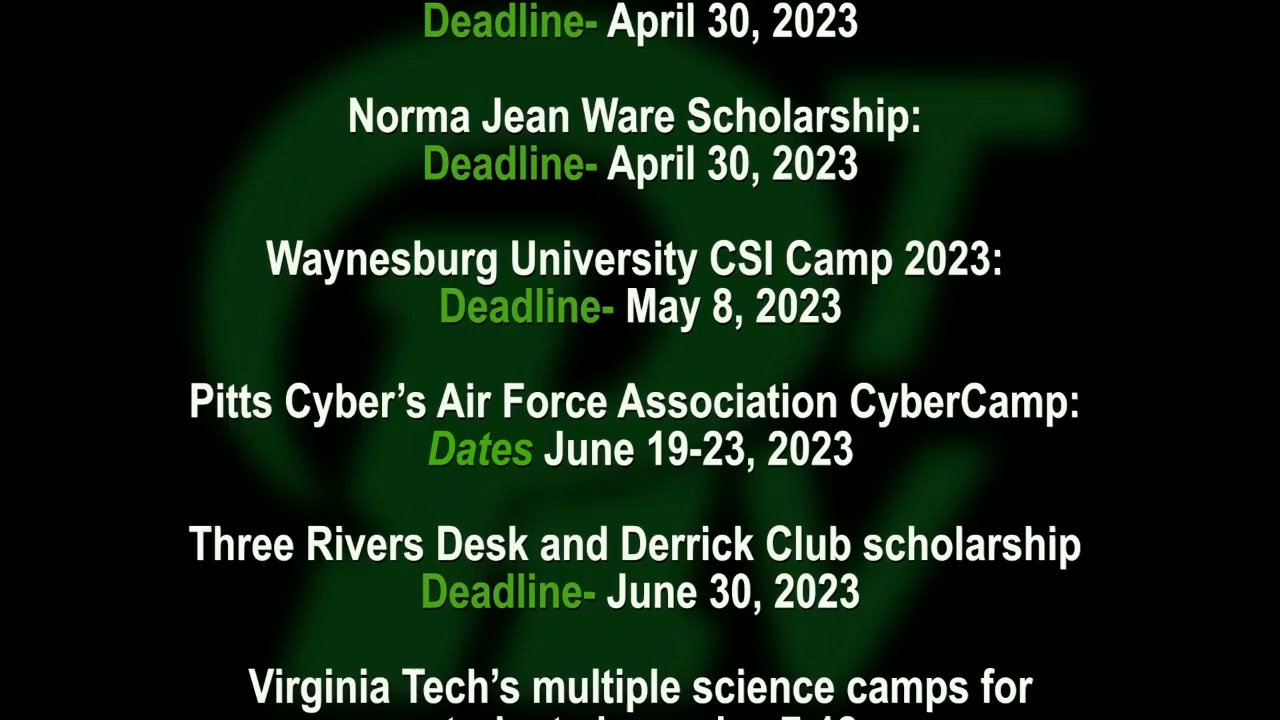 Deadline- April 30, 2023
Norma Jean Ware Scholarship:
Deadline- April 30, 2023
Waynesburg University CSI Camp 2023:
Deadline- May 8, 2023
Pitts Cyber’s Air Force Association CyberCamp:
Dates June 19-23, 2023
Three Rivers Desk and Derrick Club scholarship
Deadline- June 30, 2023
Virginia Tech’s multiple science camps for